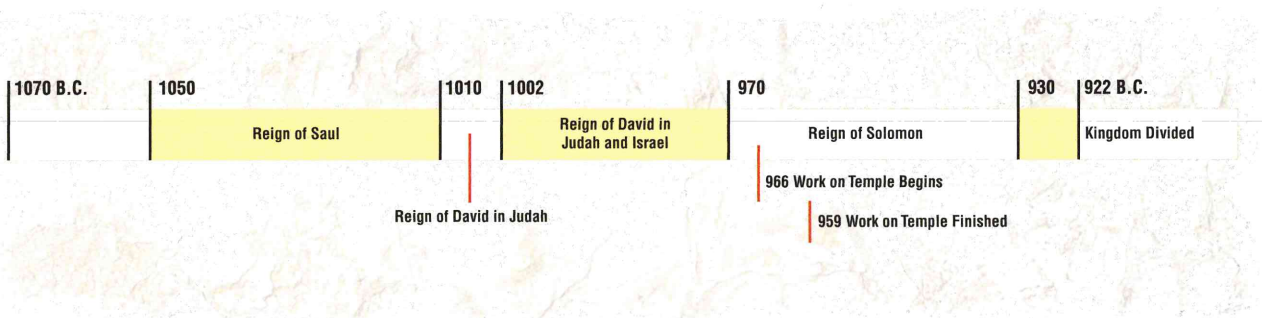 1070 B.C.
1050
1010
1002
970
930
922 B.C.
Reign of Saul
Reign of David in
Judah and Israel
Reign of Solomon
Kingdom Divided
966 Work on Temple Begins
Reign of David in Judah
959 Work on Temple Finished